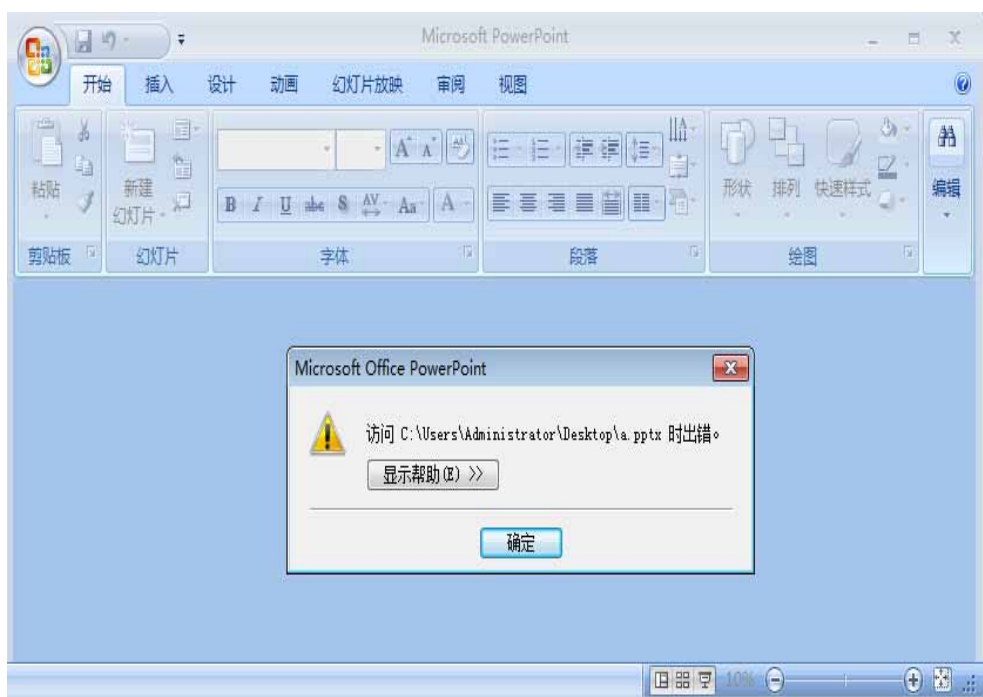 Microsoft PowerPoint
开始 插入 设计 动画 幻灯片放映 审阅 视图
粘贴
新建
幻灯片
A A
B I U abe S AV Aa A
形状 排列 快速样式
编辑
剪贴板 幻灯片 字体 段落 绘图
Microsoft Office PowerPoint
访问 C:\Users\Administrator\Desktop\a.pptx 时出错。
显示帮助(E) >>
确定
10%